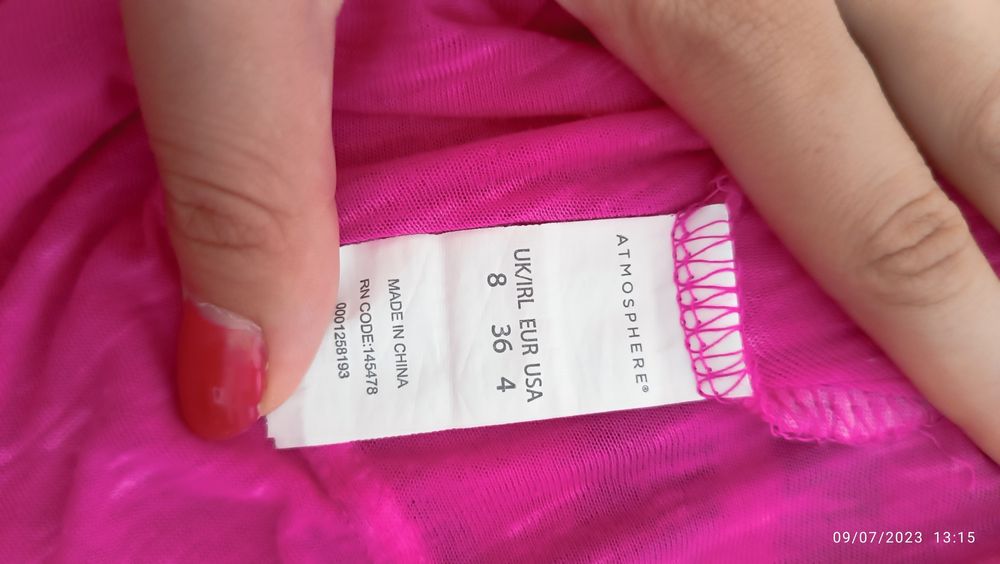 ATMOSPHERE®
UK/IRL EUR USA
8 36 4
MADE IN CHINA
RN CODE:145478
0001258193
09/07/2023 13:15